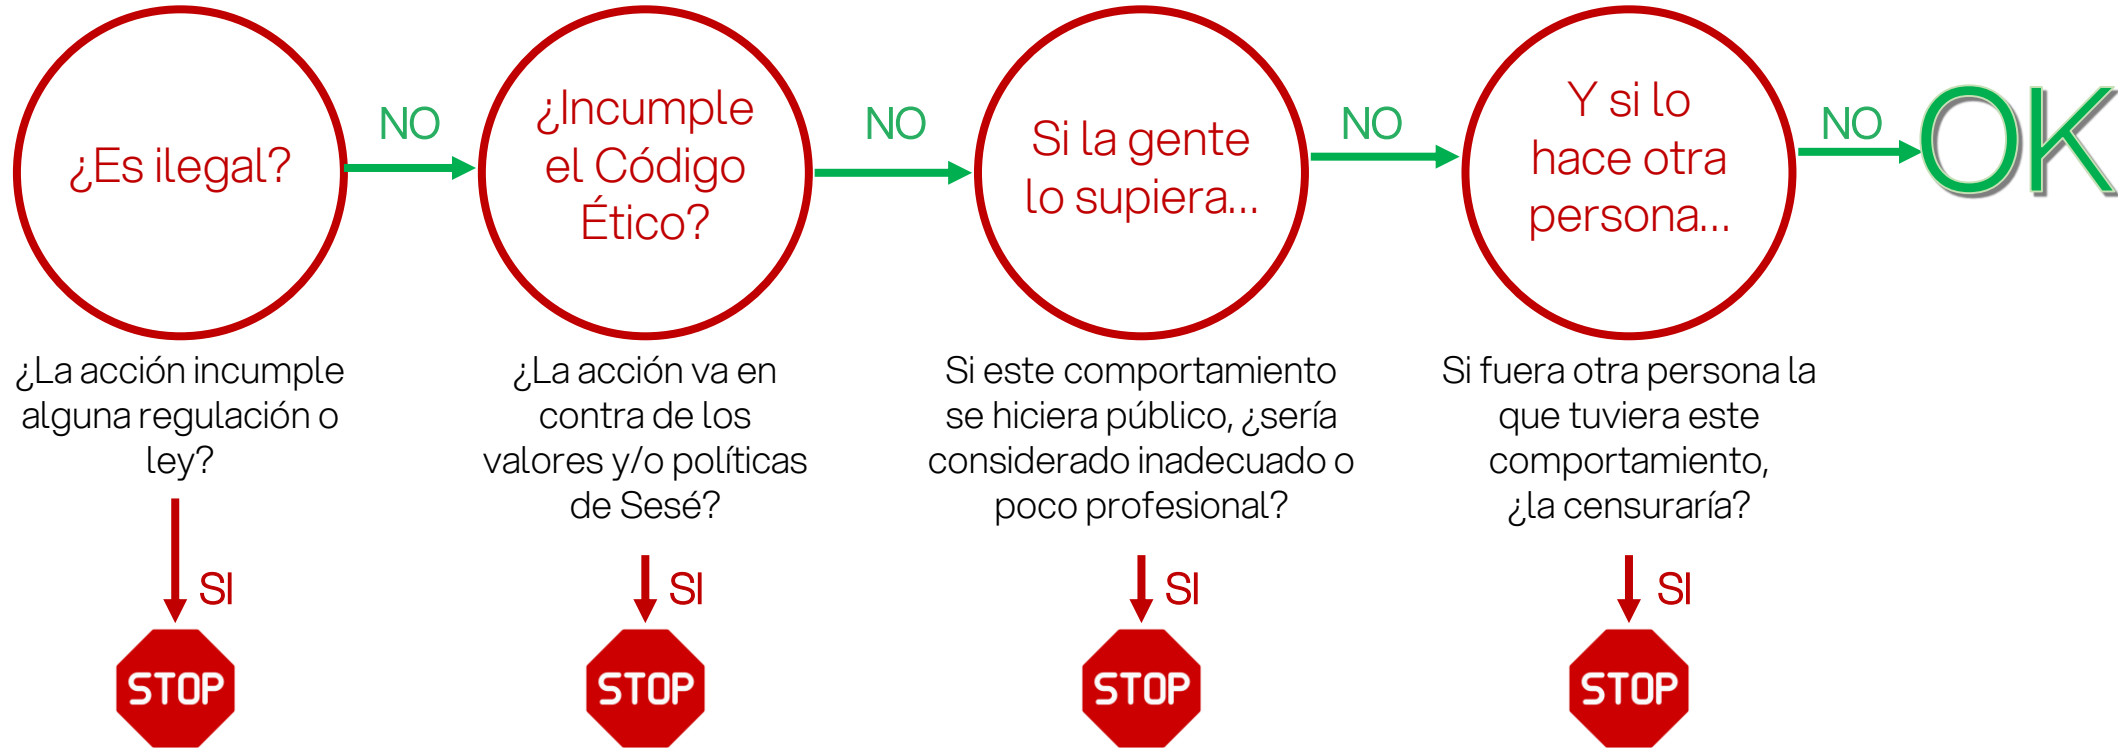 ¿Es ilegal?
NO
¿Incumple
el Código
Ético?
NO
Si la gente
lo supiera...
NO
Y si lo
hace otra
persona...
NO
OK
¿La acción incumple
alguna regulación o
ley?
SI
STOP
¿La acción va en
contra de los
valores y/o políticas
de Sesé?
SI
STOP
Si este comportamiento
se hiciera público, ¿sería
considerado inadecuado o
poco profesional?
SI
STOP
Si fuera otra persona la
que tuviera este
comportamiento,
¿la censuraría?
SI
STOP